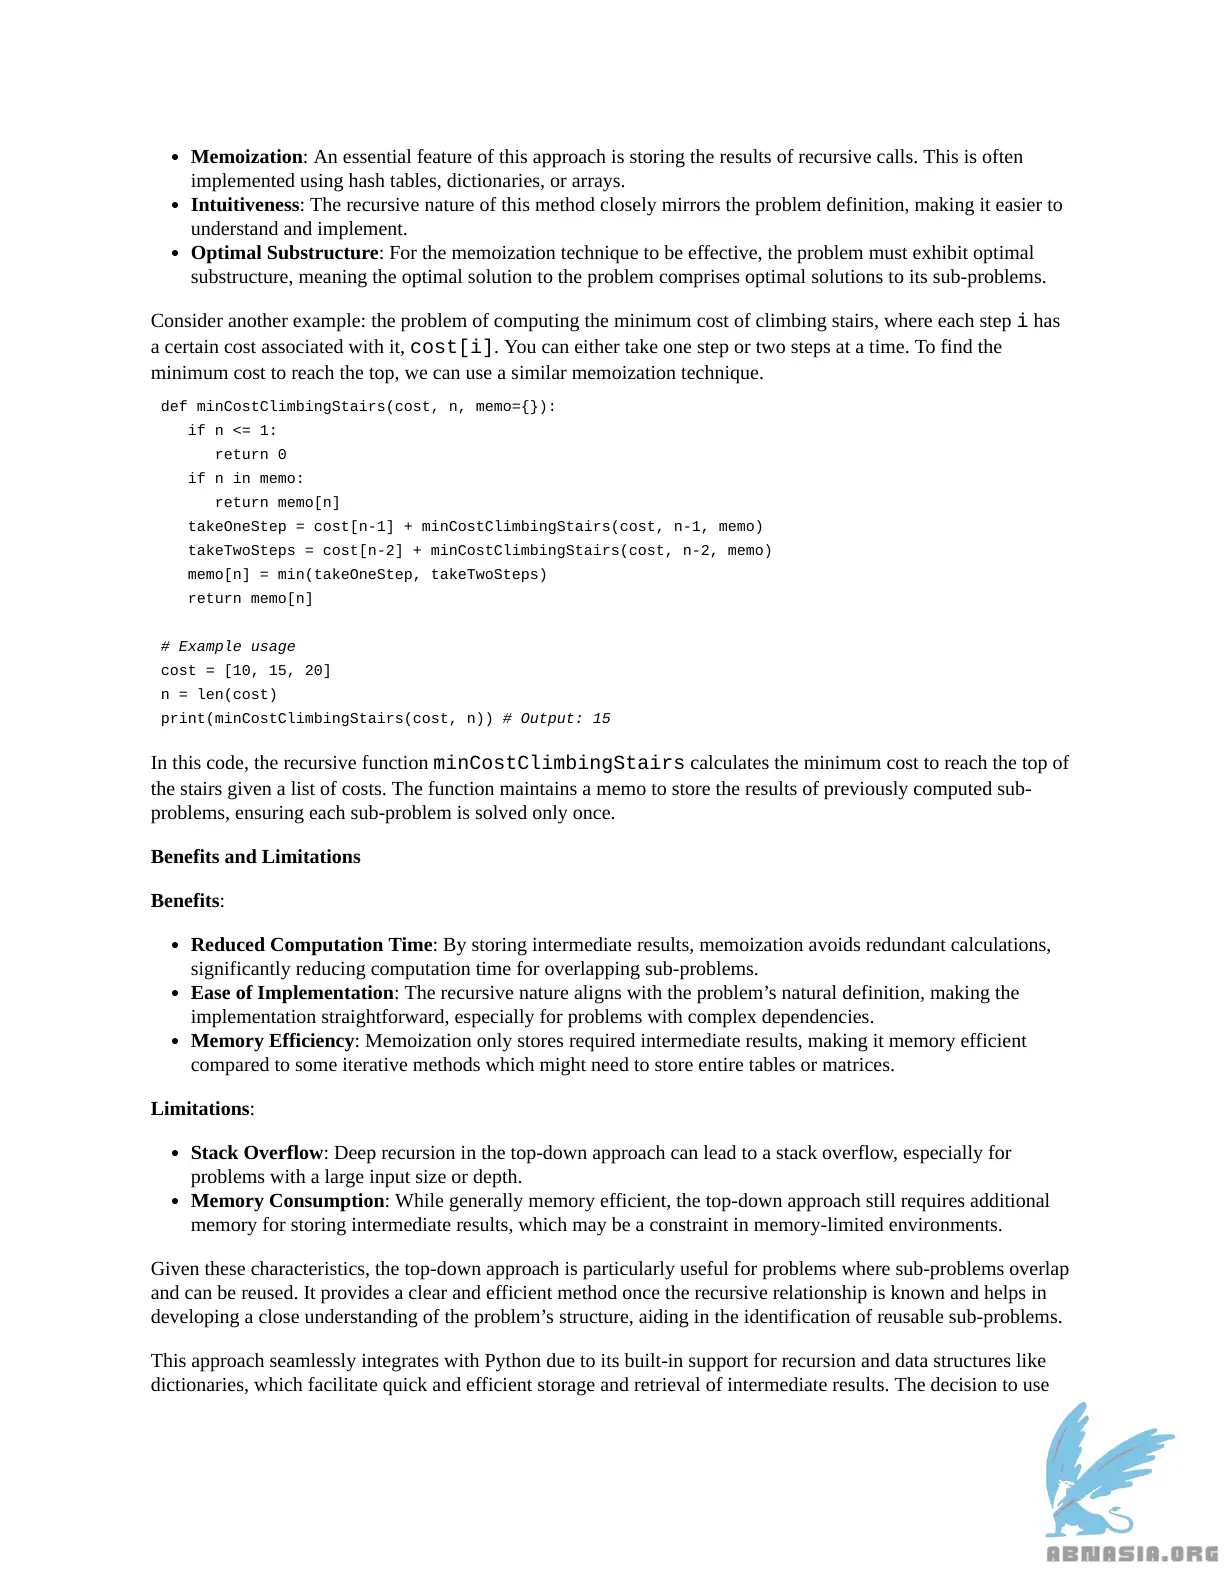 • Memoization: An essential feature of this approach is storing the results of recursive calls. This is often
implemented using hash tables, dictionaries, or arrays.
• Intuitiveness: The recursive nature of this method closely mirrors the problem definition, making it easier to
understand and implement.
• Optimal Substructure: For the memoization technique to be effective, the problem must exhibit optimal
substructure, meaning the optimal solution to the problem comprises optimal solutions to its sub-problems.
Consider another example: the problem of computing the minimum cost of climbing stairs, where each step i has
a certain cost associated with it, cost[i]. You can either take one step or two steps at a time. To find the
minimum cost to reach the top, we can use a similar memoization technique.
def minCostClimbingStairs(cost, n, memo={}):
   if n <= 1:
      return 0
   if n in memo:
      return memo[n]
   takeOneStep = cost[n-1] + minCostClimbingStairs(cost, n-1, memo)
   takeTwoSteps = cost[n-2] + minCostClimbingStairs(cost, n-2, memo)
   memo[n] = min(takeOneStep, takeTwoSteps)
   return memo[n]
# Example usage
cost = [10, 15, 20]
n = len(cost)
print(minCostClimbingStairs(cost, n)) # Output: 15
In this code, the recursive function minCostClimbingStairs calculates the minimum cost to reach the top of
the stairs given a list of costs. The function maintains a memo to store the results of previously computed sub-
problems, ensuring each sub-problem is solved only once.
Benefits and Limitations
Benefits:
• Reduced Computation Time: By storing intermediate results, memoization avoids redundant calculations,
significantly reducing computation time for overlapping sub-problems.
• Ease of Implementation: The recursive nature aligns with the problem’s natural definition, making the
implementation straightforward, especially for problems with complex dependencies.
• Memory Efficiency: Memoization only stores required intermediate results, making it memory efficient
compared to some iterative methods which might need to store entire tables or matrices.
Limitations:
• Stack Overflow: Deep recursion in the top-down approach can lead to a stack overflow, especially for
problems with a large input size or depth.
• Memory Consumption: While generally memory efficient, the top-down approach still requires additional
memory for storing intermediate results, which may be a constraint in memory-limited environments.
Given these characteristics, the top-down approach is particularly useful for problems where sub-problems overlap
and can be reused. It provides a clear and efficient method once the recursive relationship is known and helps in
developing a close understanding of the problem’s structure, aiding in the identification of reusable sub-problems.
This approach seamlessly integrates with Python due to its built-in support for recursion and data structures like
dictionaries, which facilitate quick and efficient storage and retrieval of intermediate results. The decision to use
ABNASIA.ORG